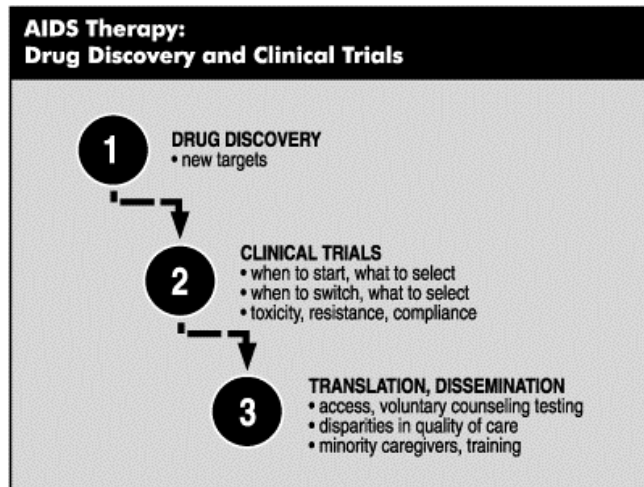 AIDS Therapy:
Drug Discovery and Clinical Trials
1
DRUG DISCOVERY
• new targets
2
CLINICAL TRIALS
• when to start, what to select
• when to switch, what to select
• toxicity, resistance, compliance
3
TRANSLATION, DISSEMINATION
• access, voluntary counseling testing
• disparities in quality of care
• minority caregivers, training